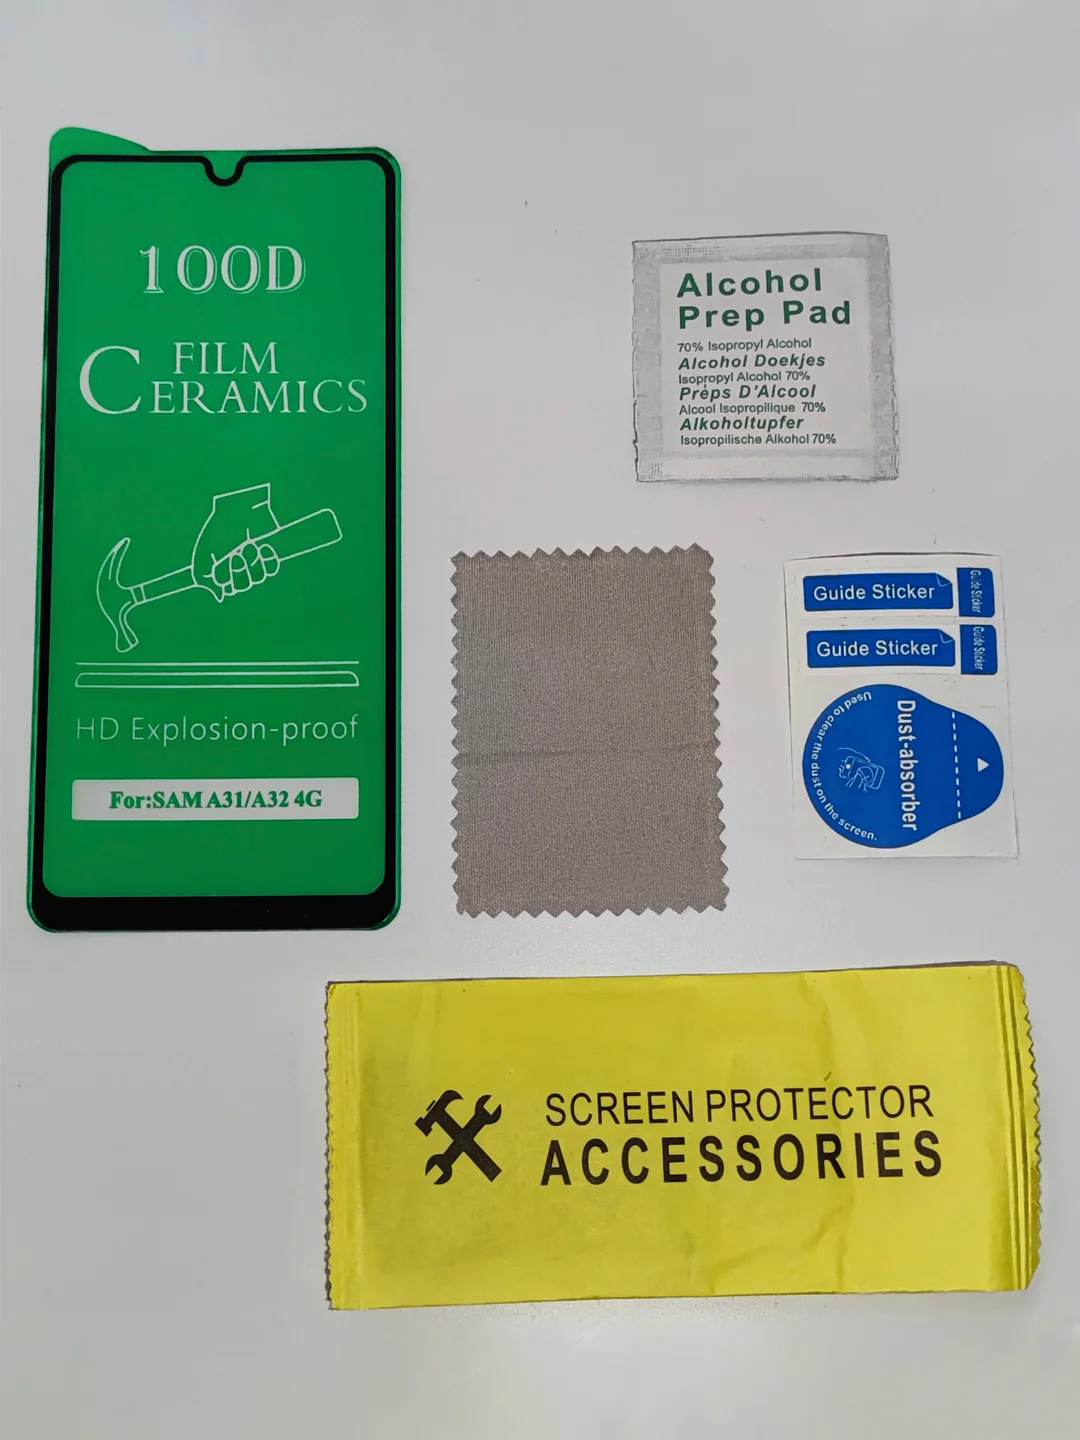 100D
FILM
CERAMICS
HD Explosion-proof
For:SAM A31/A32 4G
Alcohol
Prep Pad
70% Isopropyl Alcohol
Alcohol Doekjes
Isopropyl Alcohol 70%
Préps D'Alcool
Alcool Isopropilique 70%
Alkoholtupfer
Isopropilische Alkohol 70%
Guide Sticker
Guide Sticker
Guide Sticker
Guide Sticker
Dust-absorber
Used to clear the dust on the screen.
SCREEN PROTECTOR
ACCESSORIES